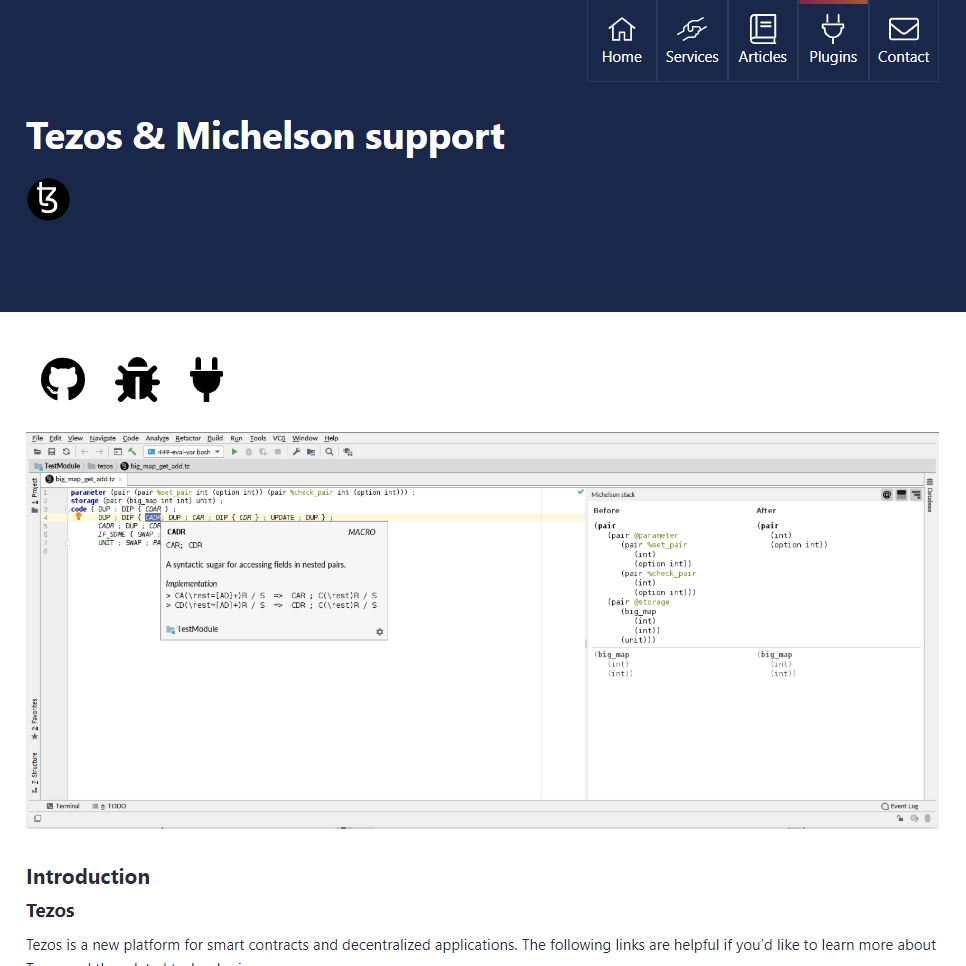 Home Services Articles Plugins Contact
Tezos & Michelson support
File Edit View Navigate Code Analyze Refactor Build Run Tools VCS Window Help
449-eval-var.bash
TestModule tezos big_map_get_add.tz
big_map_get_add.tz
Project
1 parameter (pair (pair %set_pair int (option int)) (pair %check_pair int (option int))) ;
2 storage (pair (big_map int int) unit) ;
3 code { DUP ; DIP { CDAR } ;
4 DUP ; DIP { CADR ; DUP ; CAR ; DIP { CDR } ; UPDATE ; DUP } ;
5 CADR ; DUP ; CDR
6 IF_SOME { SWAP ;
7 UNIT ; SWAP ; PA
8
CADR MACRO
CAR; CDR
A syntactic sugar for accessing fields in nested pairs.
Implementation
> CA(\rest=[AD]+)R / S => CAR ; C(\rest)R / S
> CD(\rest=[AD]+)R / S => CDR ; C(\rest)R / S
TestModule
Michelson stack
Before After
(pair (pair
(pair @parameter (int)
(pair %set_pair (option int))
(int)
(option int))
(pair %check_pair
(int)
(option int)))
(pair @storage
(big_map
(int)
(int))
(unit)))
(big_map (big_map
(int) (int)
(int)) (int))
Database
2: Favorites
Z: Structure
Terminal 6: TODO Event Log
Introduction
Tezos
Tezos is a new platform for smart contracts and decentralized applications. The following links are helpful if you’d like to learn more about